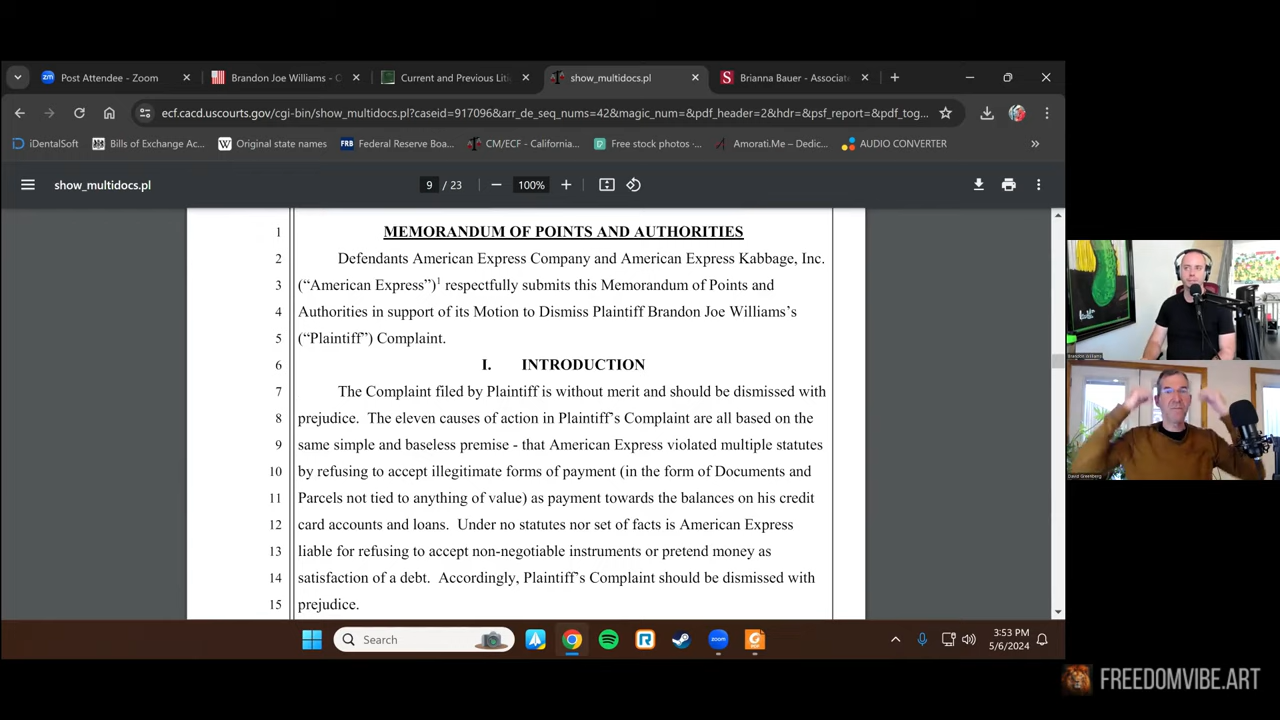 Post Attendee - Zoom
Brandon Joe Williams - C
Current and Previous Liti
show_multidocs.pl
Brianna Bauer - Associate
ecf.cacd.uscourts.gov/cgi-bin/show_multidocs.pl?caseid=917096&arr_de_seq_nums=42&magic_num=&pdf_header=2&hdr=&psf_report=&pdf_tog...
iDentalSoft
Bills of Exchange Ac...
Original state names
FRB Federal Reserve Boa...
CM/ECF - California...
Free stock photos ·...
Amorati.Me – Dedic...
AUDIO CONVERTER
show_multidocs.pl
9 / 23
100%
1 MEMORANDUM OF POINTS AND AUTHORITIES
2 Defendants American Express Company and American Express Kabbage, Inc.
3 (“American Express”)1 respectfully submits this Memorandum of Points and
4 Authorities in support of its Motion to Dismiss Plaintiff Brandon Joe Williams’s
5 (“Plaintiff”) Complaint.
6 I. INTRODUCTION
7 The Complaint filed by Plaintiff is without merit and should be dismissed with
8 prejudice. The eleven causes of action in Plaintiff’s Complaint are all based on the
9 same simple and baseless premise - that American Express violated multiple statutes
10 by refusing to accept illegitimate forms of payment (in the form of Documents and
11 Parcels not tied to anything of value) as payment towards the balances on his credit
12 card accounts and loans. Under no statutes nor set of facts is American Express
13 liable for refusing to accept non-negotiable instruments or pretend money as
14 satisfaction of a debt. Accordingly, Plaintiff’s Complaint should be dismissed with
15 prejudice.
Brandon Williams
David Greenberg
Search
zoom
3:53 PM
5/6/2024
FREEDOMVIBE.ART